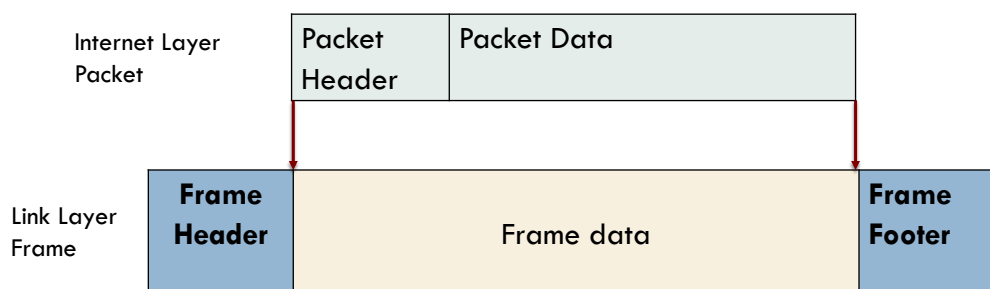 Internet Layer
Packet
Packet
Header
Packet Data
Link Layer
Frame
Frame
Header
Frame data
Frame
Footer